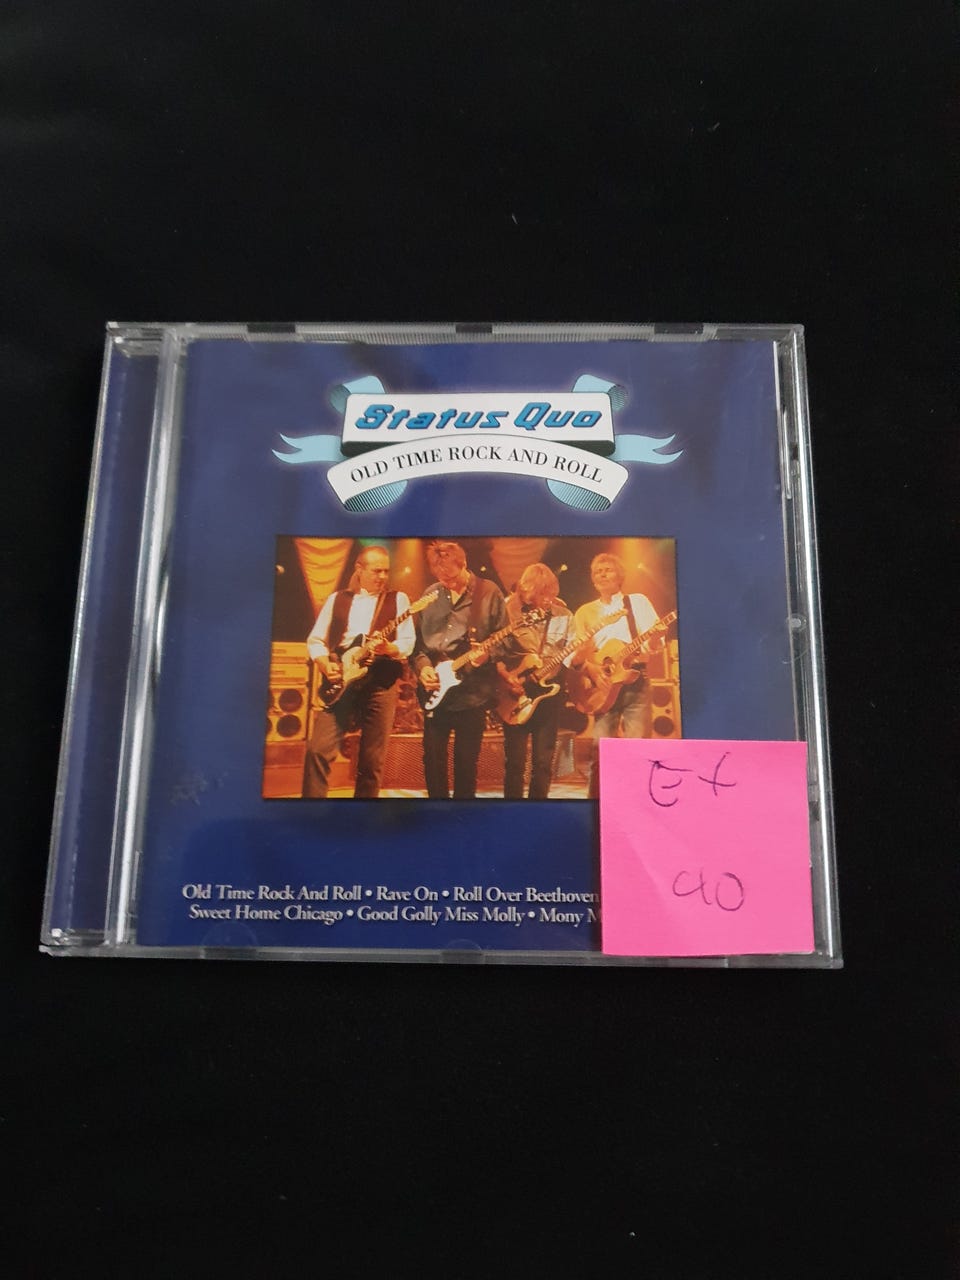 Status Quo
OLD TIME ROCK AND ROLL
Old Time Rock And Roll • Rave On • Roll Over Beethoven
Sweet Home Chicago • Good Golly Miss Molly • Mony
EX
90